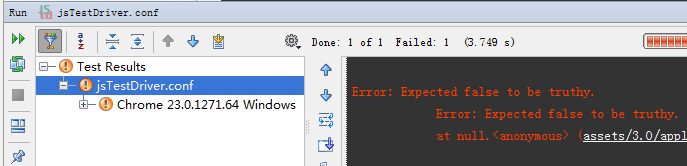 Run jsTestDriver.conf
Done: 1 of 1 Failed: 1 (3.749 s)
Test Results
jsTestDriver.conf
Chrome 23.0.1271.64 Windows
Error: Expected false to be truthy.
Error: Expected false to be truthy.
at null.<anonymous> (assets/3.0/appl